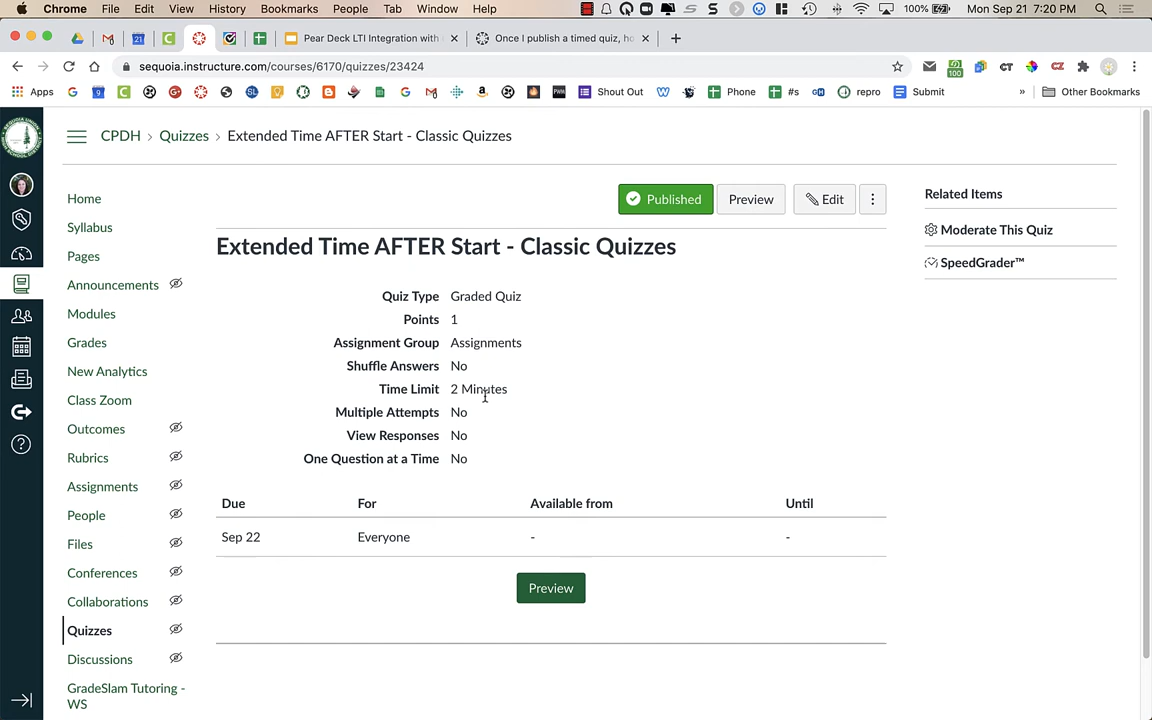 Chrome File Edit View History Bookmarks People Tab Window Help 100% Mon Sep 21 7:20 PM
Pear Deck LTI Integration with Once I publish a timed quiz, ho
sequoia.instructure.com/courses/6170/quizzes/23424
Apps Shout Out Phone #s repro Submit » Other Bookmarks
CPDH › Quizzes › Extended Time AFTER Start - Classic Quizzes
Home
Syllabus
Pages
Announcements
Modules
Grades
New Analytics
Class Zoom
Outcomes
Rubrics
Assignments
People
Files
Conferences
Collaborations
Quizzes
Discussions
GradeSlam Tutoring -
WS
Published Preview Edit
Extended Time AFTER Start - Classic Quizzes
Quiz Type Graded Quiz
Points 1
Assignment Group Assignments
Shuffle Answers No
Time Limit 2 Minutes
Multiple Attempts No
View Responses No
One Question at a Time No
Due For Available from Until
Sep 22 Everyone - -
Preview
Related Items
Moderate This Quiz
SpeedGrader™